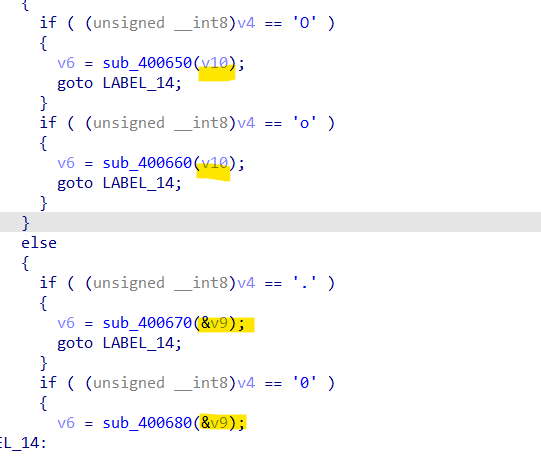 {
if ( (unsigned __int8)v4 == 'O' )
{
v6 = sub_400650(v10);
goto LABEL_14;
}
if ( (unsigned __int8)v4 == 'o' )
{
v6 = sub_400660(v10);
goto LABEL_14;
}
}
else
{
if ( (unsigned __int8)v4 == '.' )
{
v6 = sub_400670(&v9);
goto LABEL_14;
}
if ( (unsigned __int8)v4 == '0' )
{
v6 = sub_400680(&v9);
EL_14: